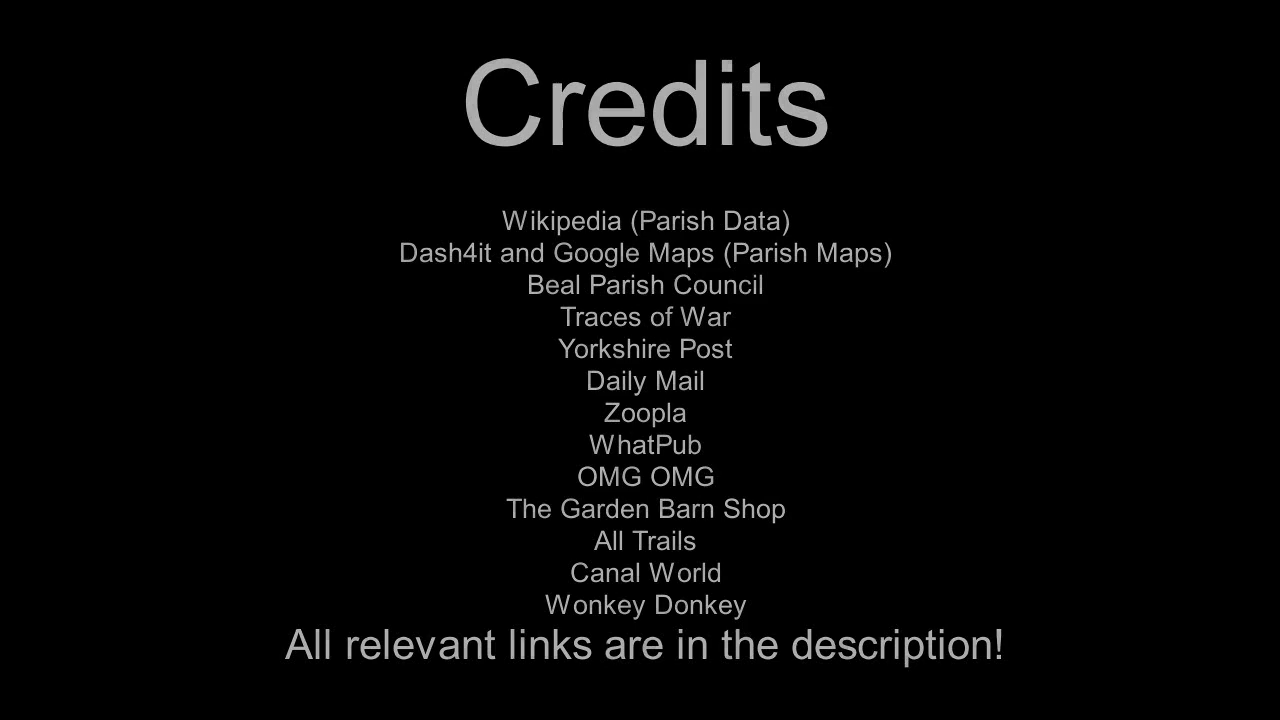 Credits
Wikipedia (Parish Data)
Dash4it and Google Maps (Parish Maps)
Beal Parish Council
Traces of War
Yorkshire Post
Daily Mail
Zoopla
WhatPub
OMG OMG
The Garden Barn Shop
All Trails
Canal World
Wonkey Donkey
All relevant links are in the description!